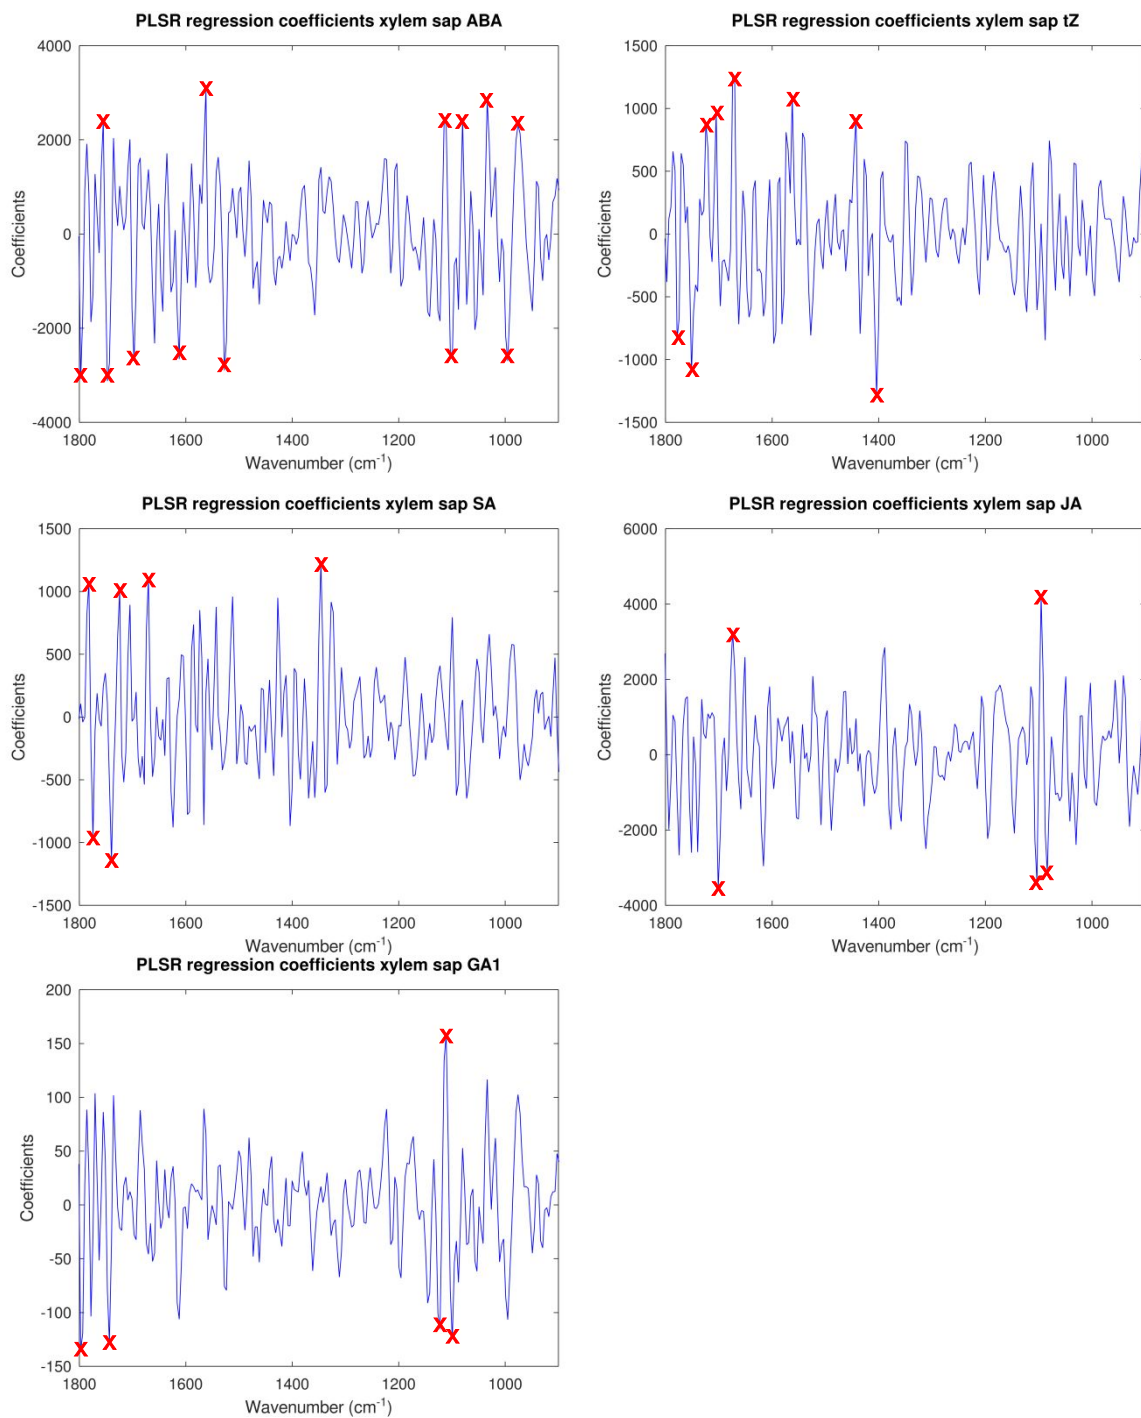 PLSR regression coefficients xylem sap ABA
4000
2000
0
-2000
-4000
Coefficients
1800 1600 1400 1200 1000
Wavenumber (cm-1)
PLSR regression coefficients xylem sap tZ
1500
1000
500
0
-500
-1000
-1500
Coefficients
1800 1600 1400 1200 1000
Wavenumber (cm-1)
PLSR regression coefficients xylem sap SA
1500
1000
500
0
-500
-1000
-1500
Coefficients
1800 1600 1400 1200 1000
Wavenumber (cm-1)
PLSR regression coefficients xylem sap JA
6000
4000
2000
0
-2000
-4000
Coefficients
1800 1600 1400 1200 1000
Wavenumber (cm-1)
PLSR regression coefficients xylem sap GA1
200
150
100
50
0
-50
-100
-150
Coefficients
1800 1600 1400 1200 1000
Wavenumber (cm-1)